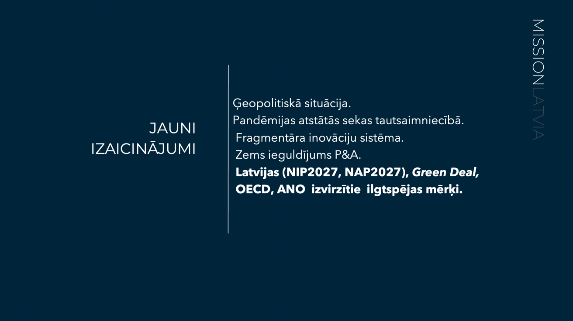 JAUNI
IZAICINĀJUMI
Ģeopolitiskā situācija.
Pandēmijas atstātās sekas tautsaimniecībā.
Fragmentāra inovāciju sistēma.
Zems ieguldījums P&A.
Latvijas (NIP2027, NAP2027), Green Deal,
OECD, ANO izvirzītie ilgtspējas mērķi.
MISSIONLATVIA